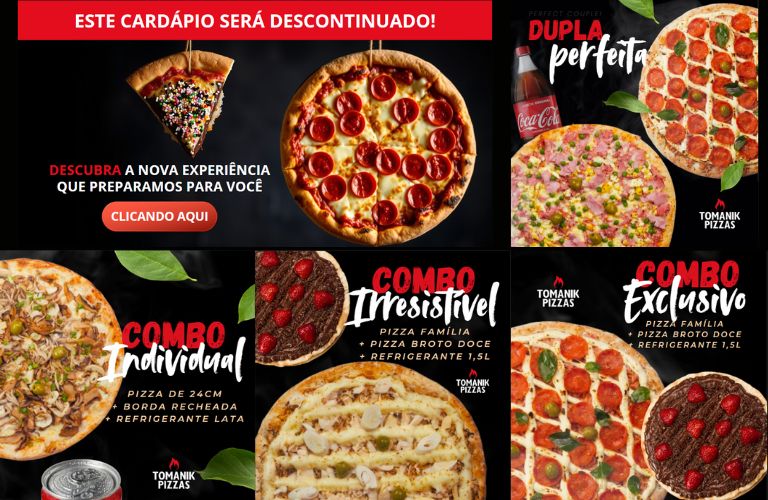 ESTE CARDÁPIO SERÁ DESCONTINUADO!
DESCUBRA A NOVA EXPERIÊNCIA
QUE PREPARAMOS PARA VOCÊ
CLICANDO AQUI
PERFECT COUPLE!
DUPLA
perfeita
Coca-Cola
TOMANIK
PIZZAS
COMBO
Individual
PIZZA DE 24CM
+ BORDA RECHEADA
+ REFRIGERANTE LATA
TOMANIK
PIZZAS
COMBO
Irresistível
PIZZA FAMÍLIA
+ PIZZA BROTO DOCE
+ REFRIGERANTE 1,5L
TOMANIK
PIZZAS
TOMANIK
PIZZAS
COMBO
Exclusivo
PIZZA FAMÍLIA
+ PIZZA BROTO DOCE
+ REFRIGERANTE 1,5L